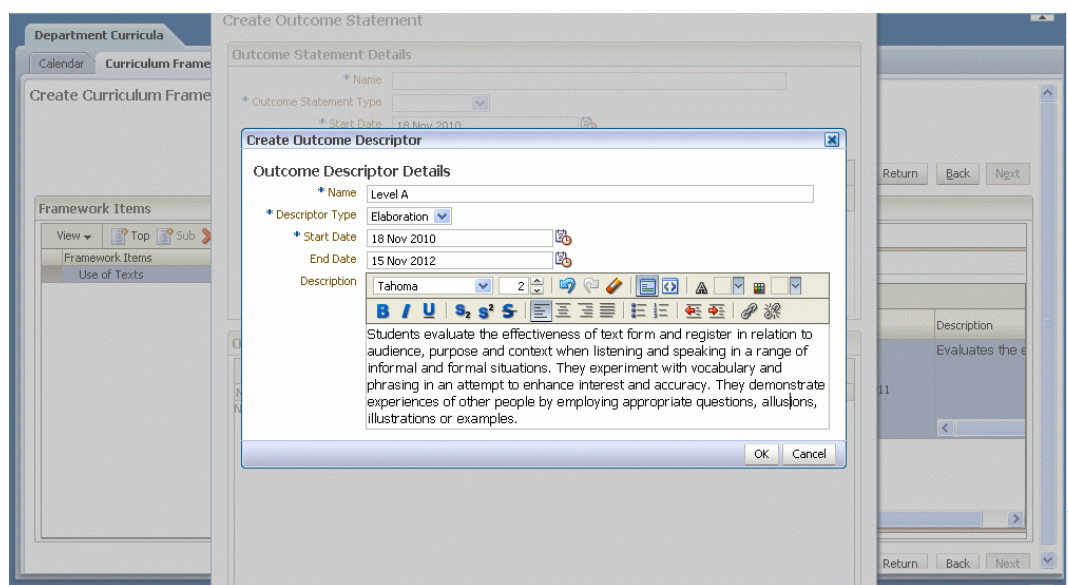 Create Outcome Statement
Department Curricula
Calendar
Curriculum Frame
Outcome Statement Details
* Name
Create Curriculum Frame
* Outcome Statement Type
* Start Date 18 Nov 2010
Create Outcome Descriptor
Outcome Descriptor Details
* Name Level A
* Descriptor Type Elaboration
* Start Date 18 Nov 2010
End Date 15 Nov 2012
Description Tahoma 2
B I U S2 S2 S
Students evaluate the effectiveness of text form and register in relation to
audience, purpose and context when listening and speaking in a range of
informal and formal situations. They experiment with vocabulary and
phrasing in an attempt to enhance interest and accuracy. They demonstrate
experiences of other people by employing appropriate questions, allusions,
illustrations or examples.
OK Cancel
Return Back Next
Framework Items
View Top Sub
Framework Items
Use of Texts
Description
Evaluates the e
11
Return Back Next